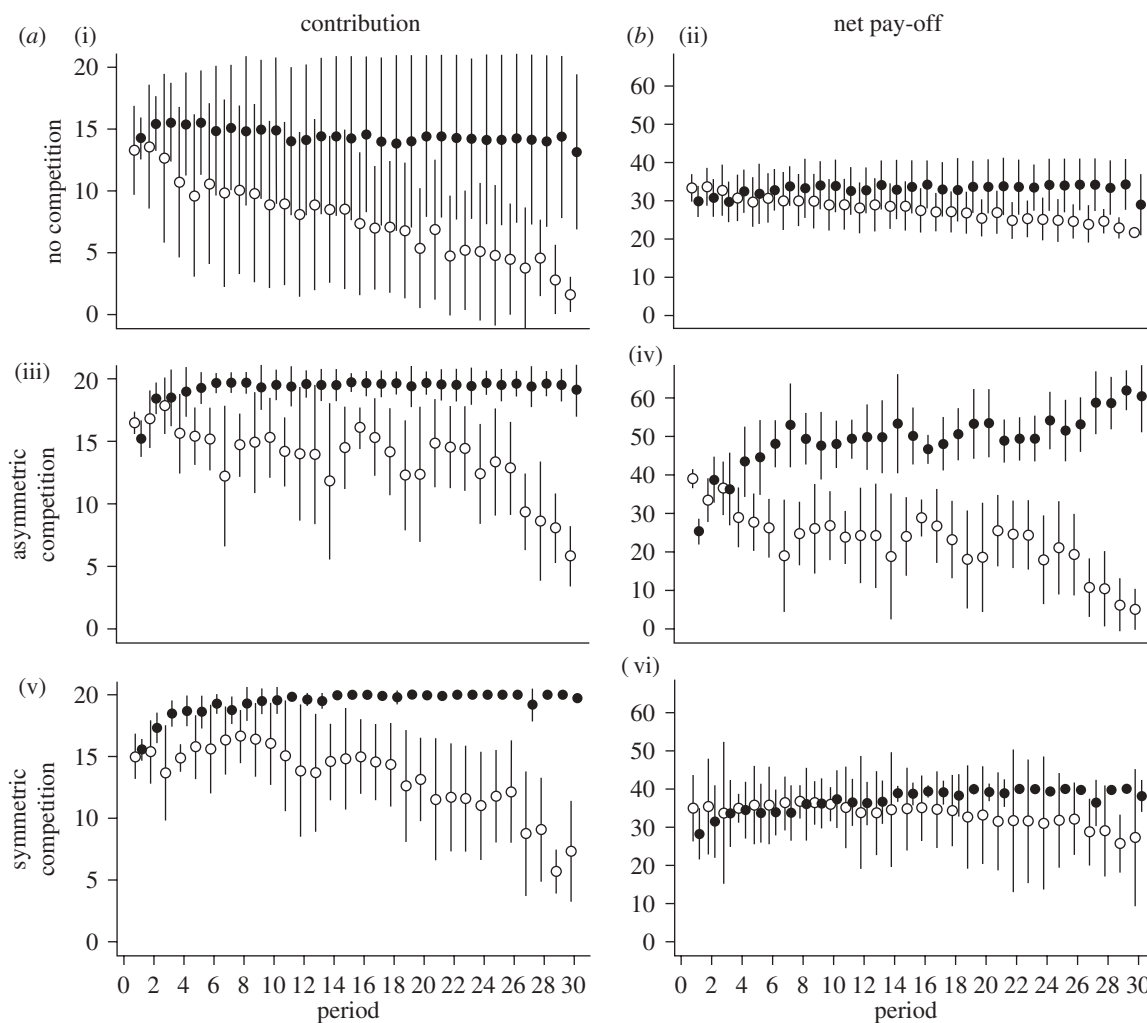 contribution
net pay-off
(a) (i)
(b) (ii)
no competition
20
15
10
5
0
60
50
40
30
20
10
0
(iii)
(iv)
asymmetric
competition
20
15
10
5
0
60
50
40
30
20
10
0
(v)
(vi)
symmetric
competition
20
15
10
5
0
60
50
40
30
20
10
0
0 2 4 6 8 10 12 14 16 18 20 22 24 26 28 30
period
0 2 4 6 8 10 12 14 16 18 20 22 24 26 28 30
period